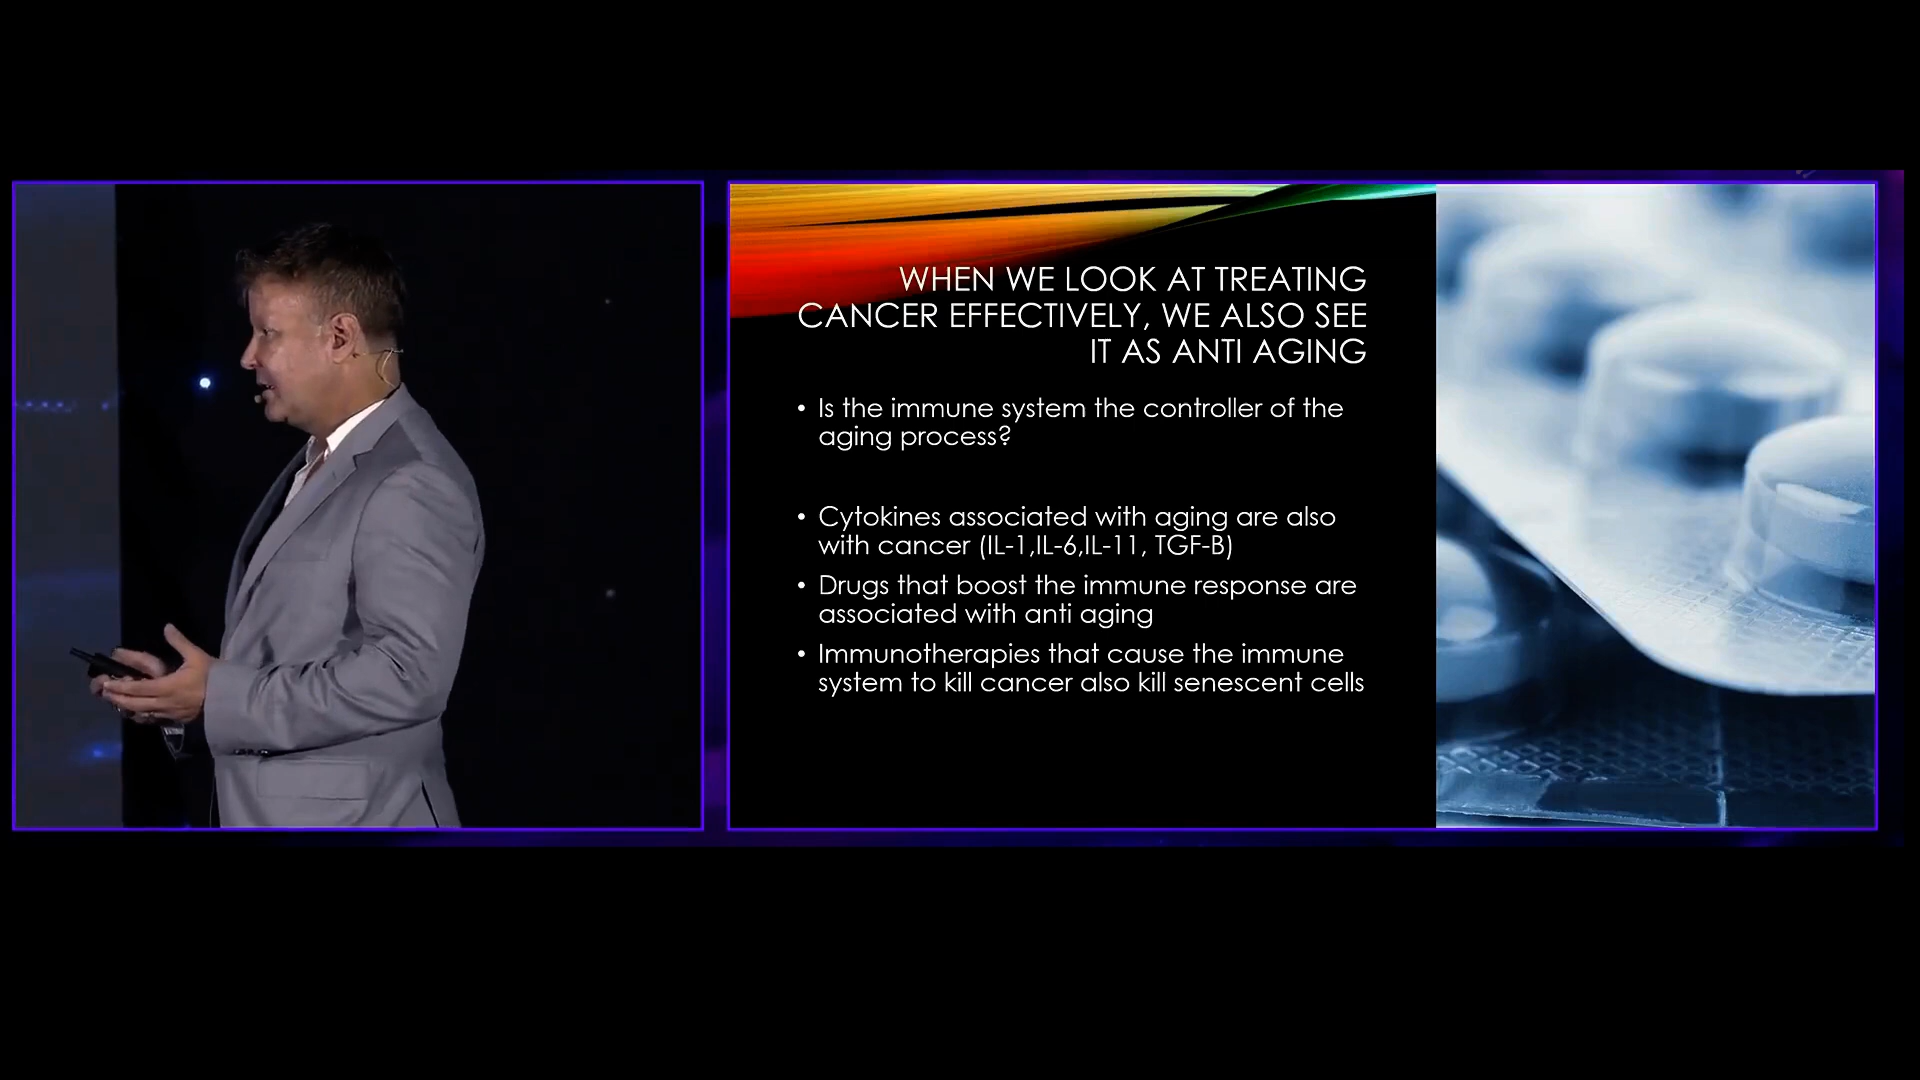 WHEN WE LOOK AT TREATING
CANCER EFFECTIVELY, WE ALSO SEE
IT AS ANTI AGING
• Is the immune system the controller of the
aging process?
• Cytokines associated with aging are also
with cancer (IL-1,IL-6,IL-11, TGF-B)
• Drugs that boost the immune response are
associated with anti aging
• Immunotherapies that cause the immune
system to kill cancer also kill senescent cells